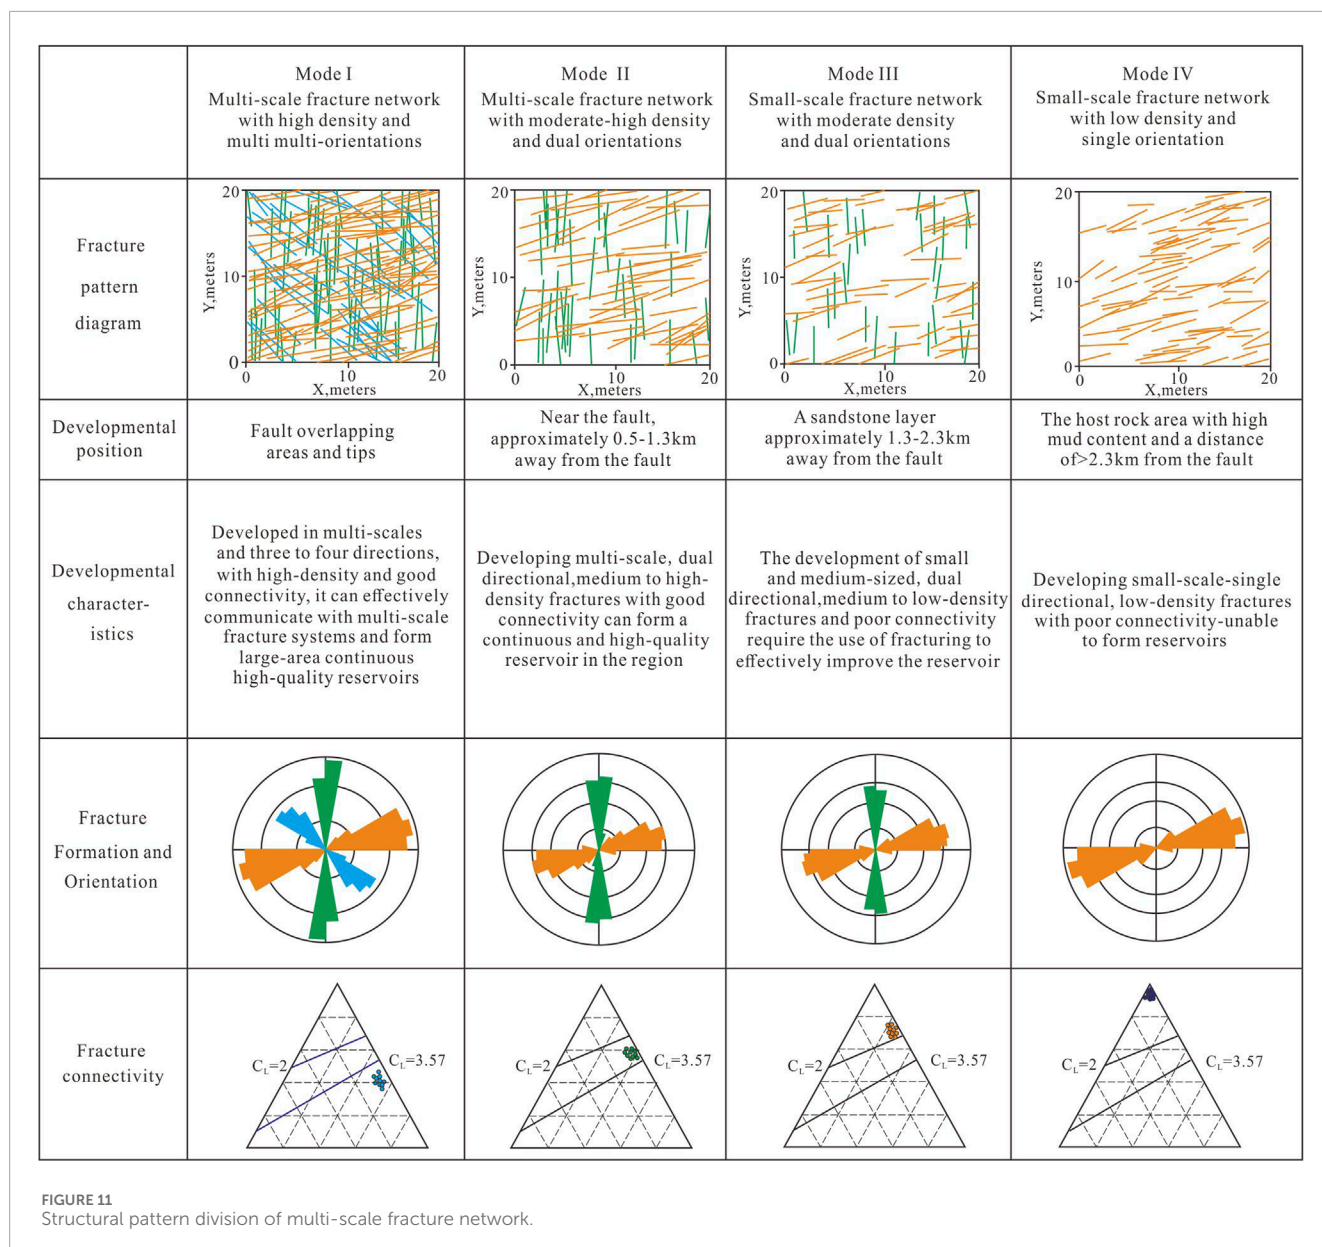 Mode I
Multi-scale fracture network
with high density and
multi multi-orientations
Mode II
Multi-scale fracture network
with moderate-high density
and dual orientations
Mode III
Small-scale fracture network
with moderate density
and dual orientations
Mode IV
Small-scale fracture network
with low density and
single orientation
Fracture
pattern
diagram
20
10
0
Y,meters
0
10
20
X,meters
20
10
0
Y,meters
0
10
20
X,meters
20
10
0
Y,meters
0
10
20
X,meters
20
10
0
Y,meters
0
10
20
X,meters
Developmental
position
Fault overlapping
areas and tips
Near the fault,
approximately 0.5-1.3km
away from the fault
A sandstone layer
approximately 1.3-2.3km
away from the fault
The host rock area with high
mud content and a distance
of>2.3km from the fault
Developmental
character-
istics
Developed in multi-scales
and three to four directions,
with high-density and good
connectivity, it can effectively
communicate with multi-scale
fracture systems and form
large-area continuous
high-quality reservoirs
Developing multi-scale, dual
directional,medium to high-
density fractures with good
connectivity can form a
continuous and high-quality
reservoir in the region
The development of small
and medium-sized, dual
directional,medium to low-density
fractures and poor connectivity
require the use of fracturing to
effectively improve the reservoir
Developing small-scale-single
directional, low-density fractures
with poor connectivity-unable
to form reservoirs
Fracture
Formation and
Orientation
Fracture
connectivity
CL=2
CL=3.57
CL=2
CL=3.57
CL=2
CL=3.57
CL=2
CL=3.57
FIGURE 11
Structural pattern division of multi-scale fracture network.